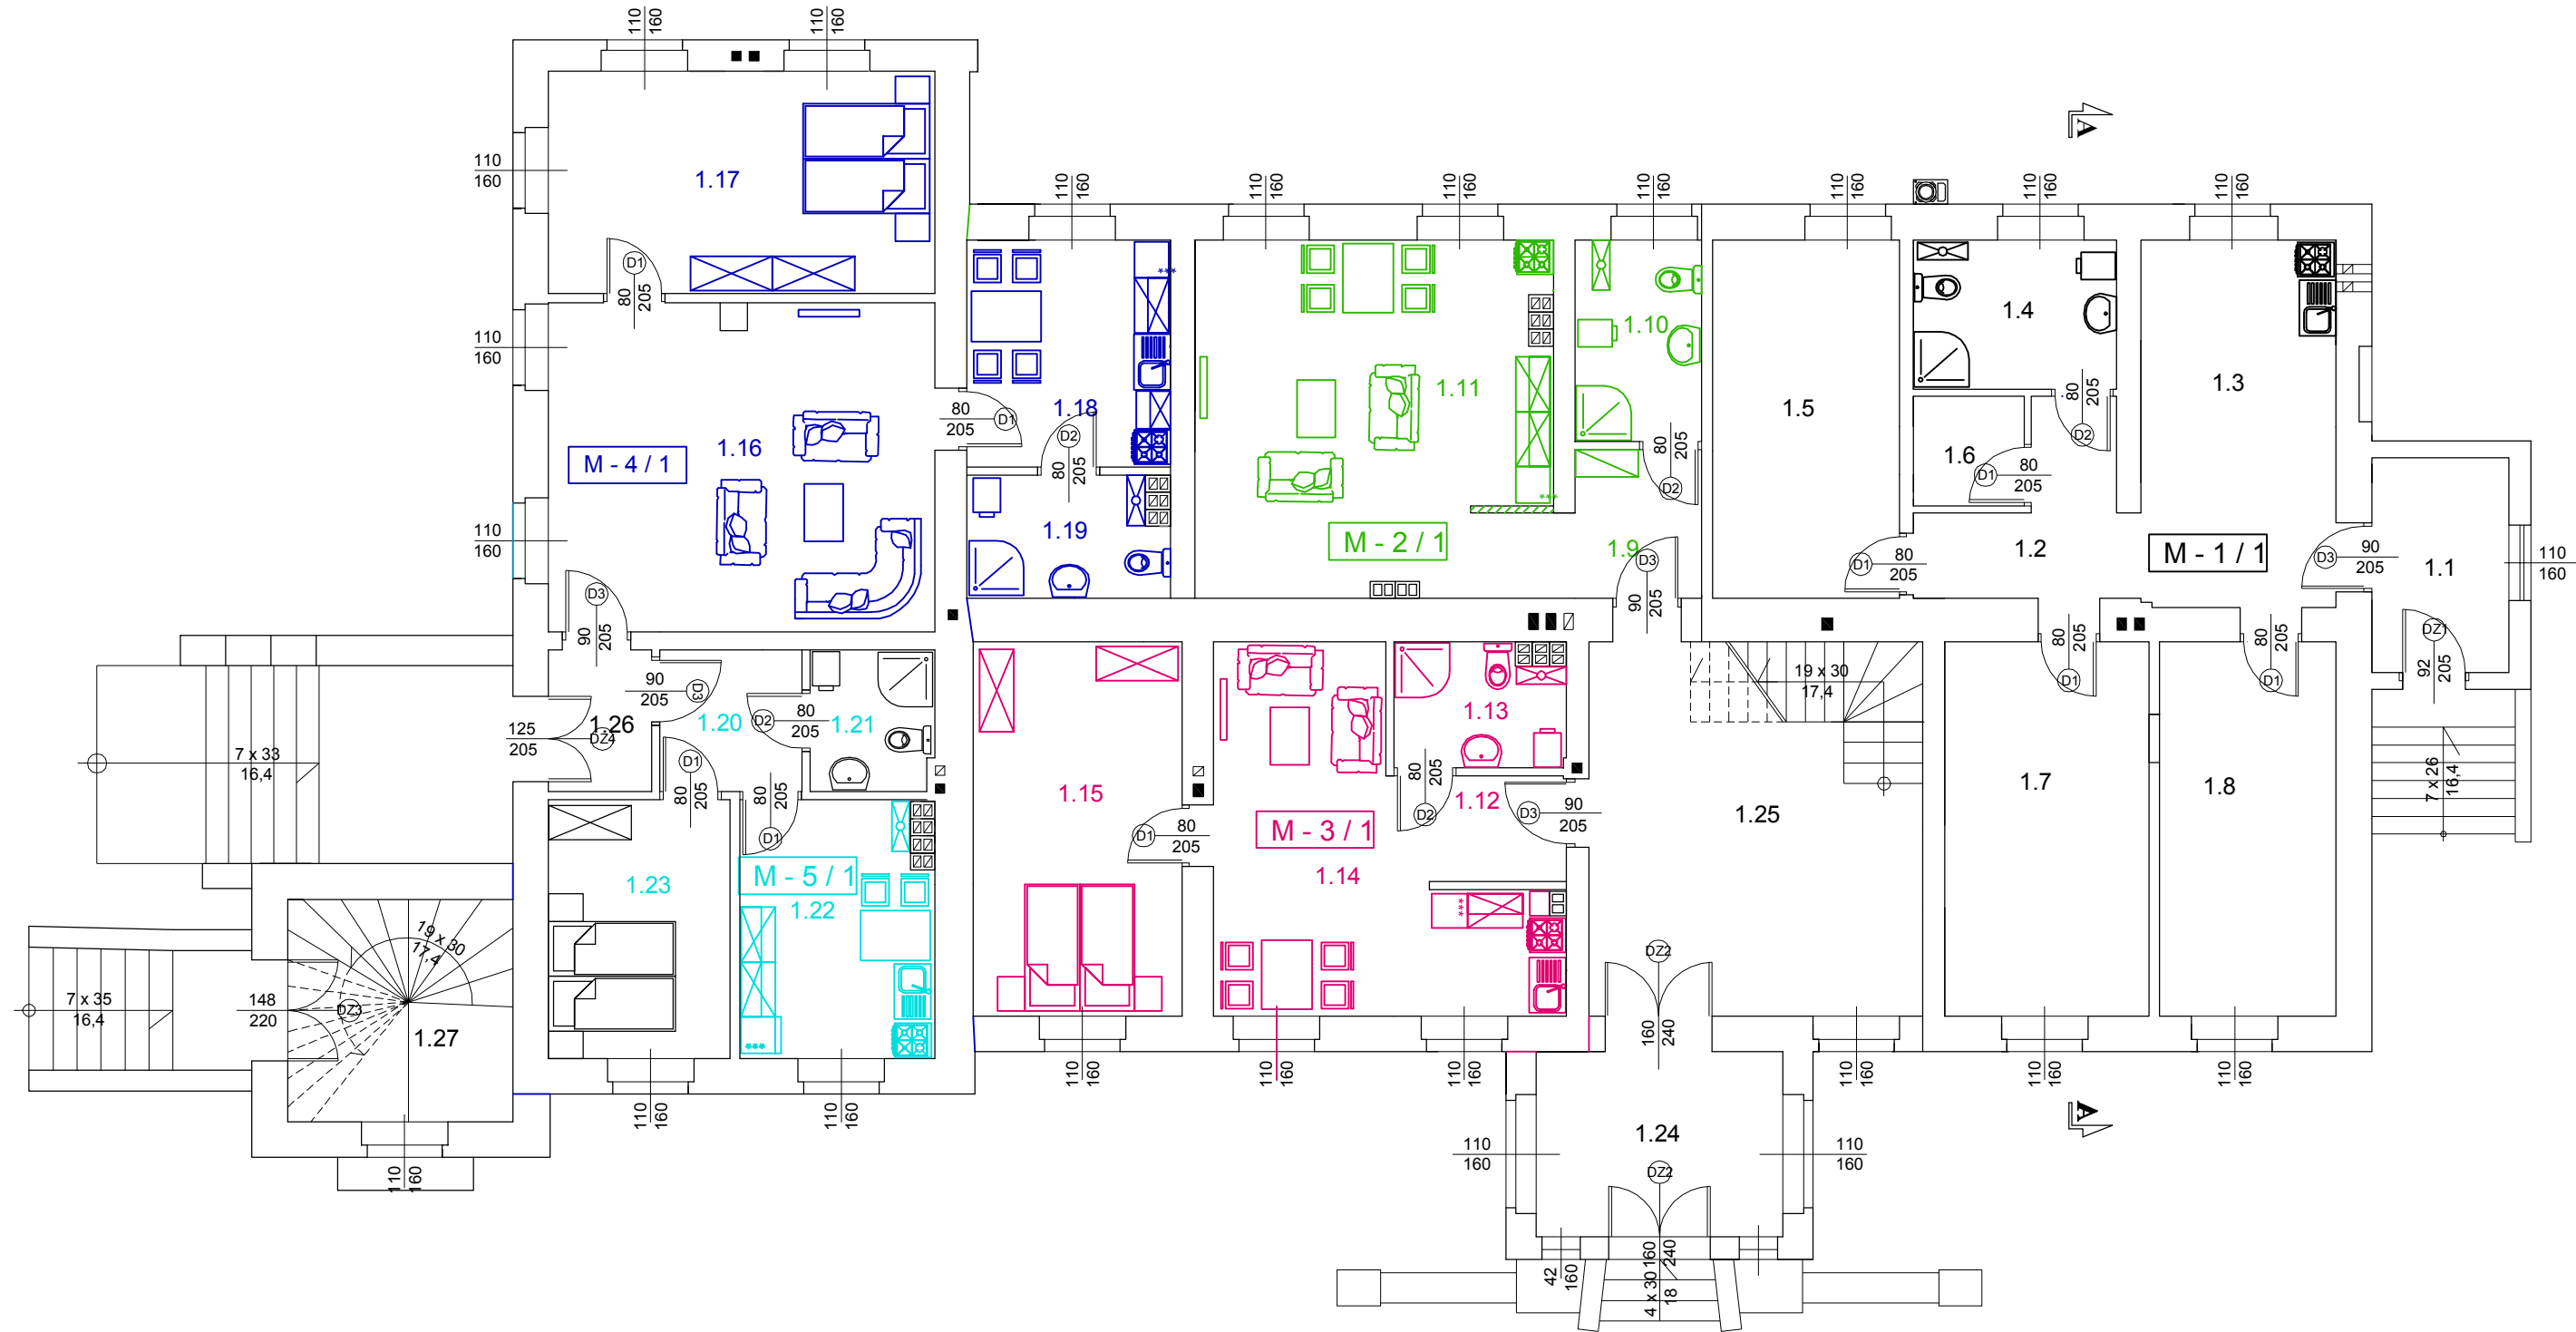 110 160
110 160
A
110 160
1.17
110 160
110 160
110 160
110 160
110 160
110 160
110 160
D1
80 205
***
1.4
1.10
110 160
1.3
1.11
1.5
80 205
1.18
80 205
D1
D2
D2
1.16
M - 4 / 1
80 205
80 205
1.6
D1
80 205
D2
***
1.19
110 160
M - 2 / 1
1.9
D3
1.2
M - 1 / 1
D1
80 205
D3
90 205
1.1
110 160
D3
90 205
90 205
80 205
80 205
DZ1
92 205
90 205
D3
19 x 30
17,4
D1
D1
1.26
1.20
D2
80 205
1.21
1.13
125 205
DZ4
7 x 33
16,4
D1
80 205
80 205
80 205
7 x 26
16,4
1.15
1.12
1.7
1.8
D2
D3
90 205
1.25
D1
D1
80 205
M - 3 / 1
M - 5 / 1
1.23
1.14
1.22
***
19 x 30
17,4
DZ2
7 x 35
16,4
148 220
DZ3
1.27
***
160 240
110 160
110 160
110 160
110 160
110 160
110 160
110 160
110 160
A
110 160
1.24
110 160
110 160
DZ2
160 240
42 160
4 x 30
18